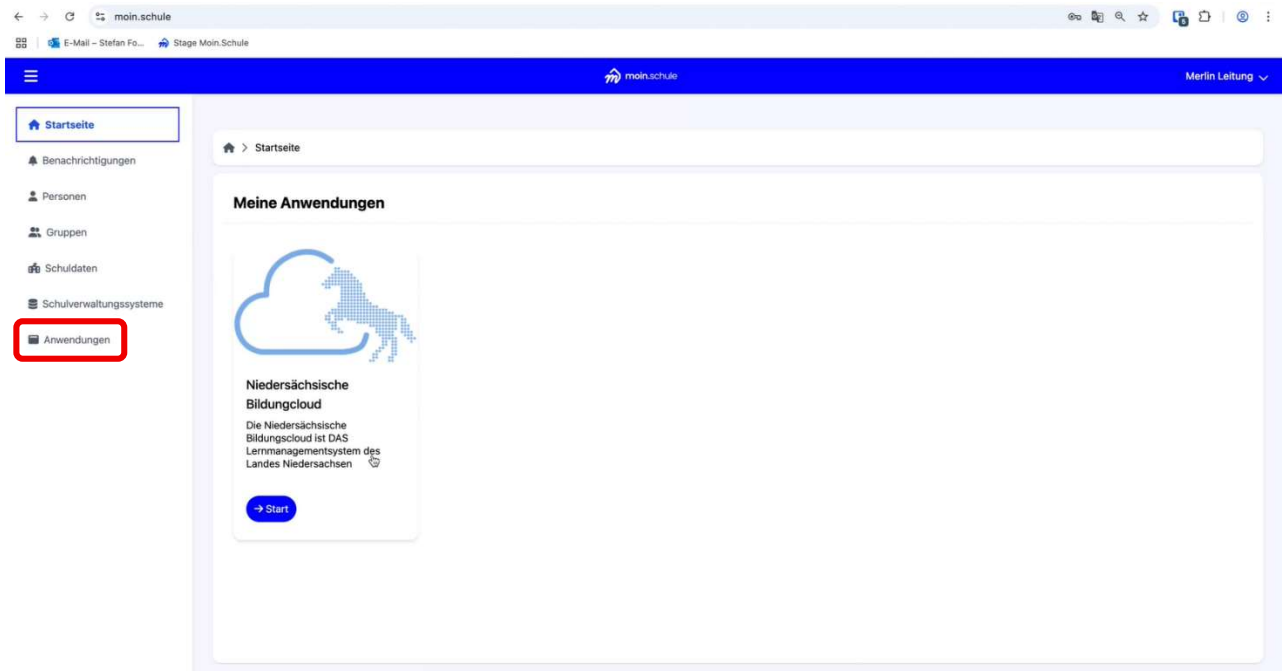 moin.schule
E-Mail – Stefan Fo...
Stage Moin.Schule
moin.schule
Merlin Leitung
Startseite
Benachrichtigungen
Personen
Gruppen
Schuldaten
Schulverwaltungssysteme
Anwendungen
> Startseite
Meine Anwendungen
Niedersächsische
Bildungcloud
Die Niedersächsische
Bildungscloud ist DAS
Lernmanagementsystem des
Landes Niedersachsen
→ Start